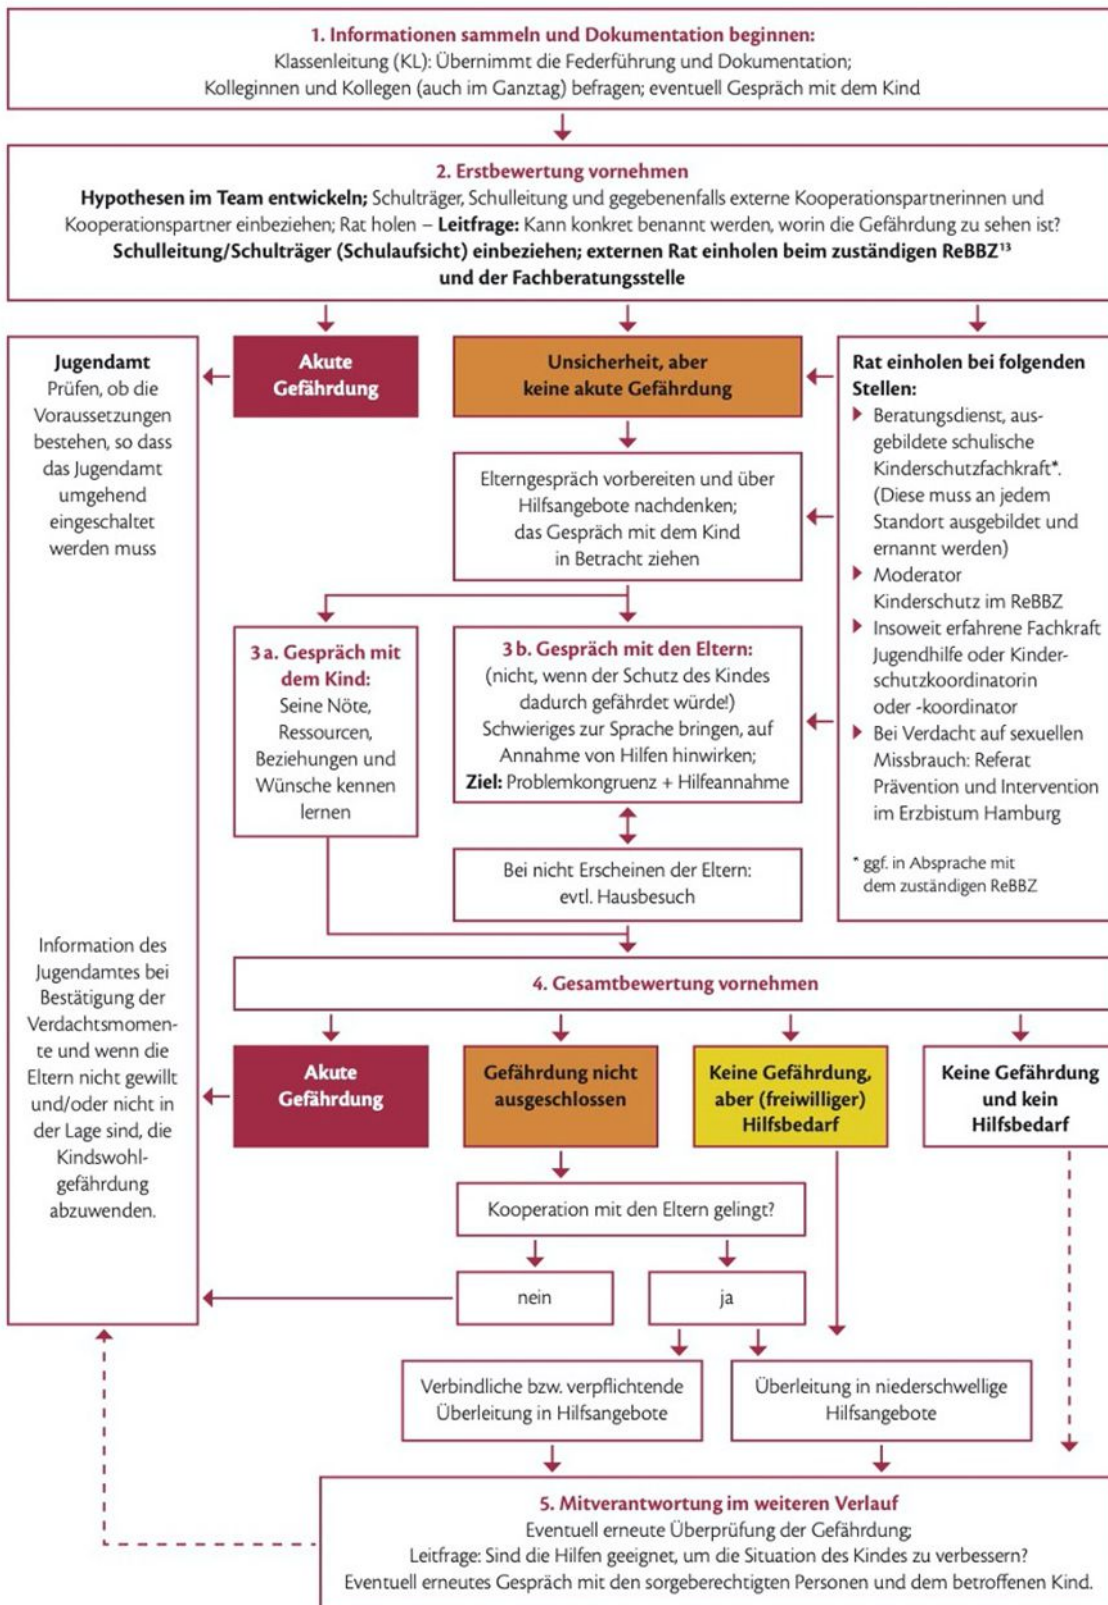 1. Informationen sammeln und Dokumentation beginnen:
Klassenleitung (KL): Übernimmt die Federführung und Dokumentation;
Kolleginnen und Kollegen (auch im Ganztag) befragen; eventuell Gespräch mit dem Kind
2. Erstbewertung vornehmen
Hypothesen im Team entwickeln; Schulträger, Schulleitung und gegebenenfalls externe Kooperationspartnerinnen und
Kooperationspartner einbeziehen; Rat holen – Leitfrage: Kann konkret benannt werden, worin die Gefährdung zu sehen ist?
Schulleitung/Schulträger (Schulaufsicht) einbeziehen; externen Rat einholen beim zuständigen ReBBZ¹³
und der Fachberatungsstelle
Jugendamt
Prüfen, ob die
Voraussetzungen
bestehen, so dass
das Jugendamt
umgehend
eingeschaltet
werden muss
Akute
Gefährdung
Unsicherheit, aber
keine akute Gefährdung
Rat einholen bei folgenden
Stellen:
Beratungsdienst, aus-
gebildete schulische
Kinderschutzfachkraft*.
(Diese muss an jedem
Standort ausgebildet und
ernannt werden)
Moderator
Kinderschutz im ReBBZ
Insoweit erfahrene Fachkraft
Jugendhilfe oder Kinder-
schutzkoordinatorin
oder -koordinator
Bei Verdacht auf sexuellen
Missbrauch: Referat
Prävention und Intervention
im Erzbistum Hamburg
* ggf. in Absprache mit
dem zuständigen ReBBZ
Elterngespräch vorbereiten und über
Hilfsangebote nachdenken;
das Gespräch mit dem Kind
in Betracht ziehen
3 a. Gespräch mit
dem Kind:
Seine Nöte,
Ressourcen,
Beziehungen und
Wünsche kennen
lernen
3 b. Gespräch mit den Eltern:
(nicht, wenn der Schutz des Kindes
dadurch gefährdet würde!)
Schwieriges zur Sprache bringen, auf
Annahme von Hilfen hinwirken;
Ziel: Problemkongruenz + Hilfeannahme
Bei nicht Erscheinen der Eltern:
evtl. Hausbesuch
Information des
Jugendamtes bei
Bestätigung der
Verdachtsmomen-
te und wenn die
Eltern nicht gewillt
und/oder nicht in
der Lage sind, die
Kindswohl-
gefährdung
abzuwenden.
4. Gesamtbewertung vornehmen
Akute
Gefährdung
Gefährdung nicht
ausgeschlossen
Keine Gefährdung,
aber (freiwilliger)
Hilfsbedarf
Keine Gefährdung
und kein
Hilfsbedarf
Kooperation mit den Eltern gelingt?
nein
ja
Verbindliche bzw. verpflichtende
Überleitung in Hilfsangebote
Überleitung in niederschwellige
Hilfsangebote
5. Mitverantwortung im weiteren Verlauf
Eventuell erneute Überprüfung der Gefährdung;
Leitfrage: Sind die Hilfen geeignet, um die Situation des Kindes zu verbessern?
Eventuell erneutes Gespräch mit den sorgeberechtigten Personen und dem betroffenen Kind.